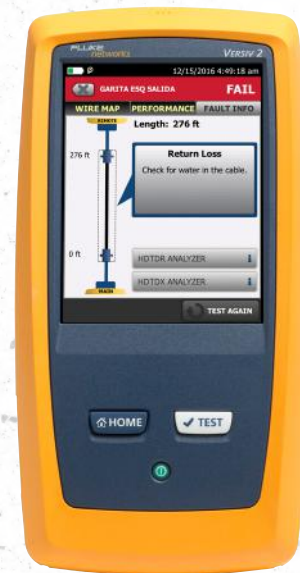 FLUKE
networks
VERSIV 2
12/15/2016 4:49:18 am
GARITA ESQ SALIDA
FAIL
WIRE MAP
PERFORMANCE
FAULT INFO
REMOTE
Length: 276 ft
276 ft
Return Loss
Check for water in the cable.
0 ft
HDTDR ANALYZER i
HDTDX ANALYZER i
MAIN
TEST AGAIN
HOME
TEST